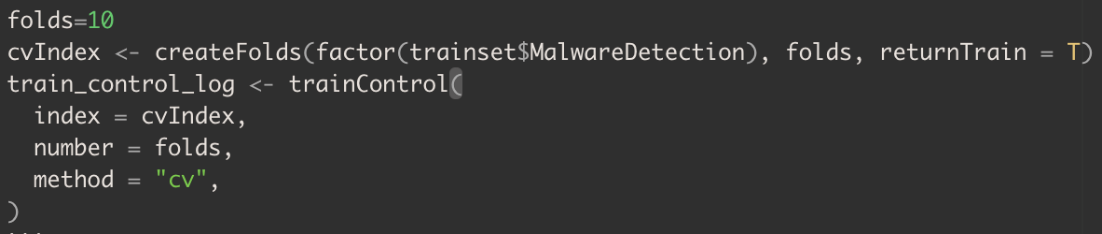 folds=10
cvIndex <- createFolds(factor(trainset$MalwareDetection), folds, returnTrain = T)
train_control_log <- trainControl(
  index = cvIndex,
  number = folds,
  method = "cv",
)